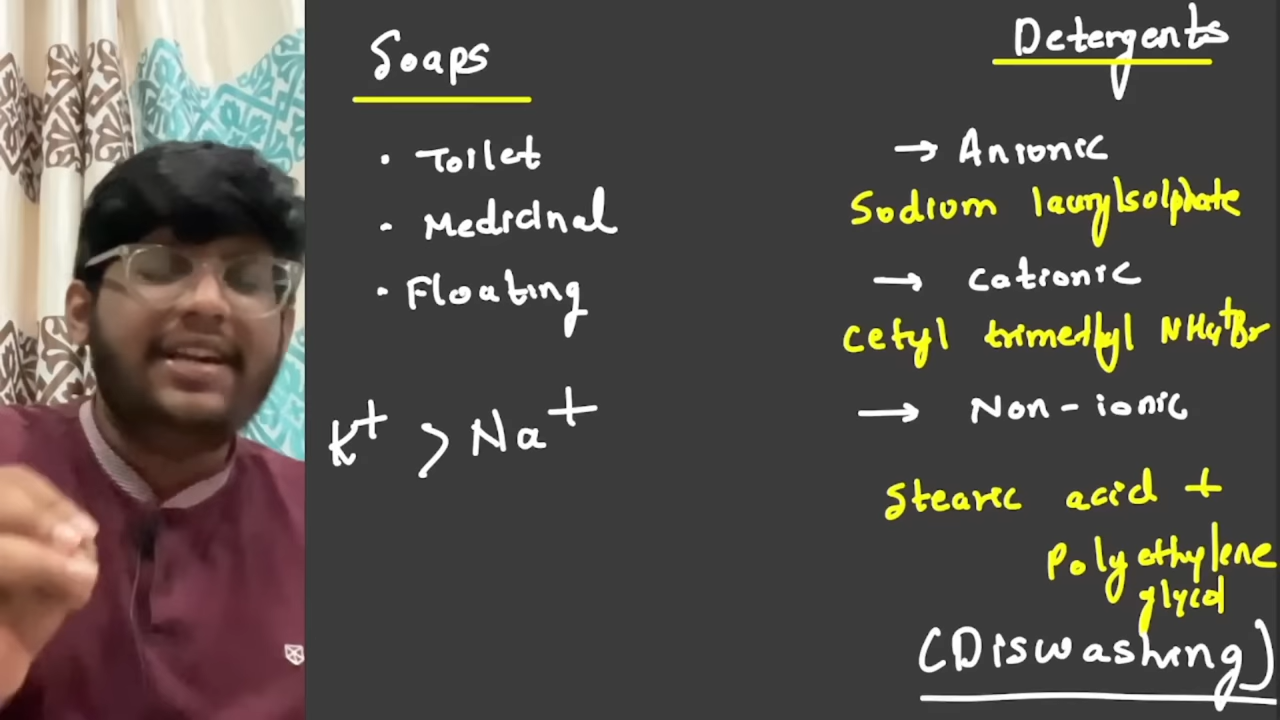 Soaps
· Toilet
· Medicinal
· Floating
K+ > Na+
Detergents
→ Anionic
Sodium laurylsolphate
→ cationic
cetyl trimethyl NH4+Br
→ Non-ionic
Stearic acid +
Polyethylene
glycol
(Diswashing)